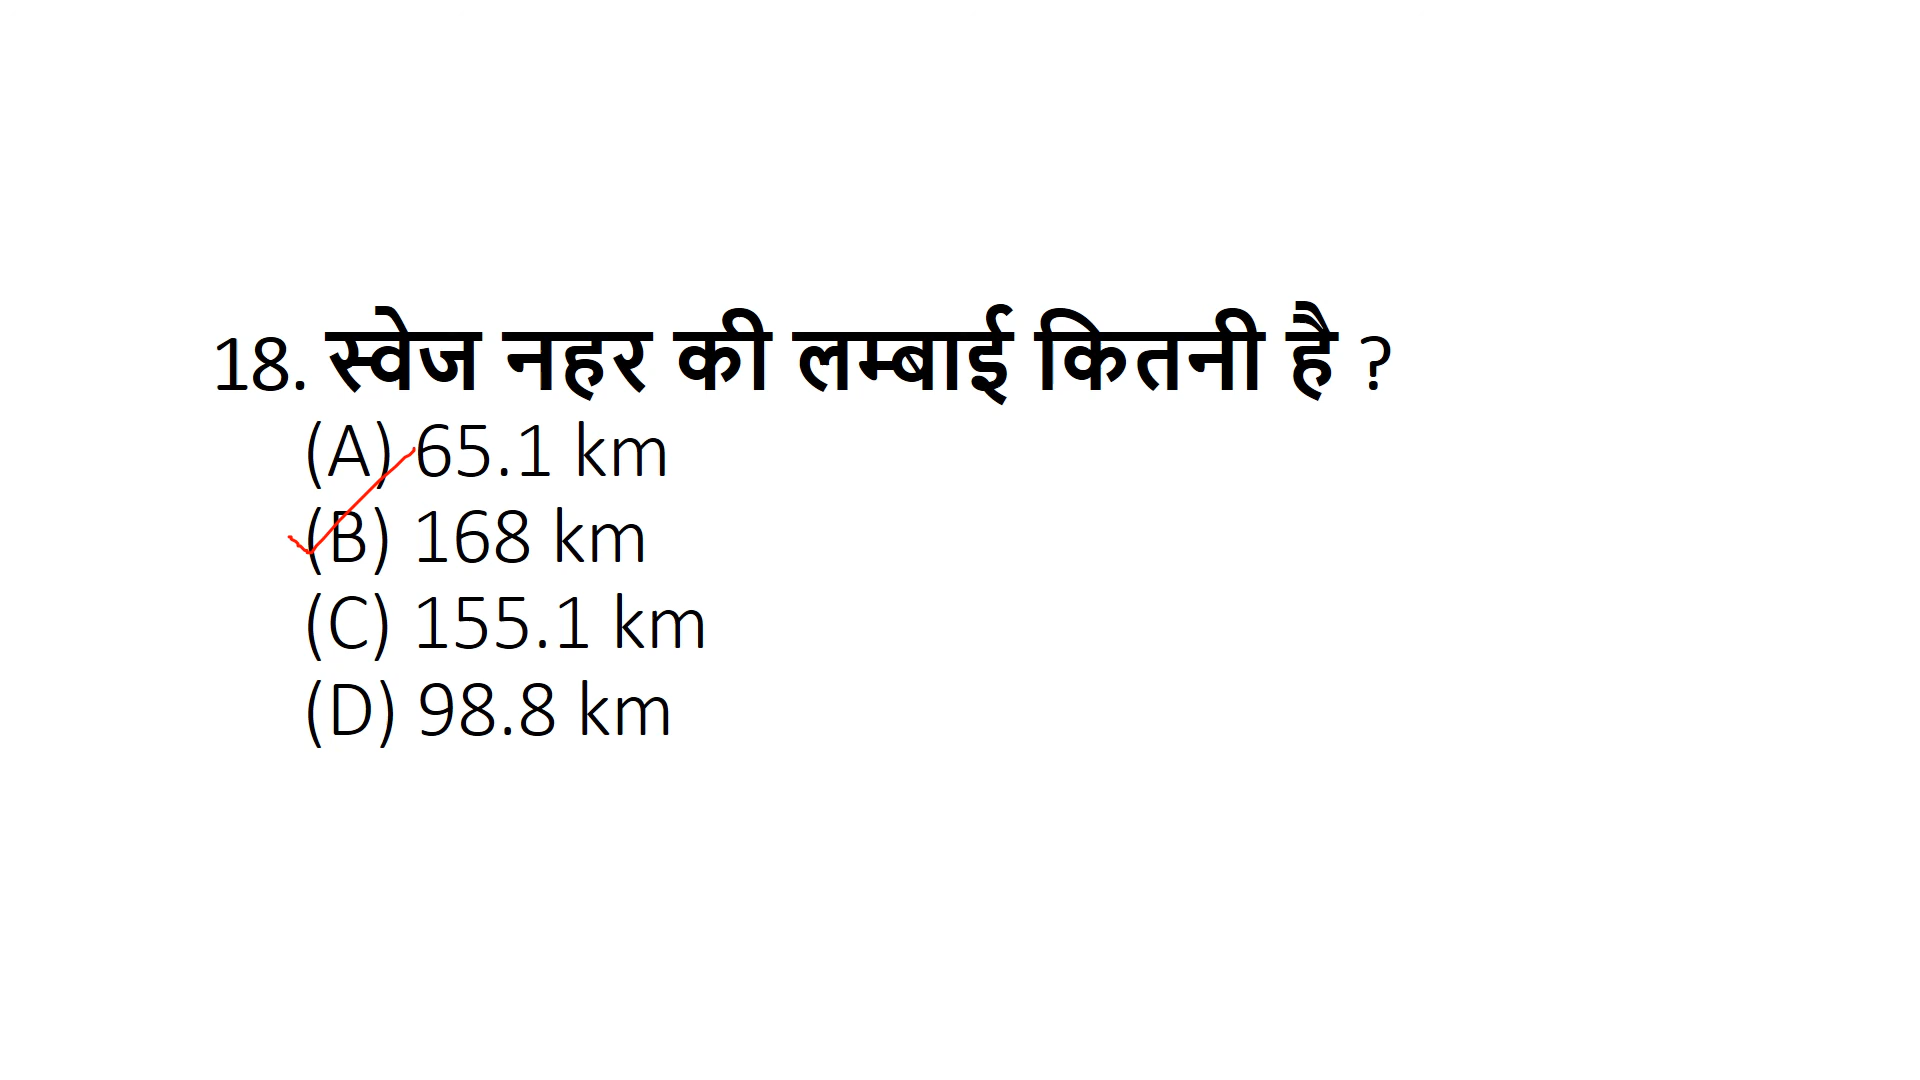 18. स्वेज नहर की लम्बाई कितनी है ?
(A) 65.1 km
(B) 168 km
(C) 155.1 km
(D) 98.8 km